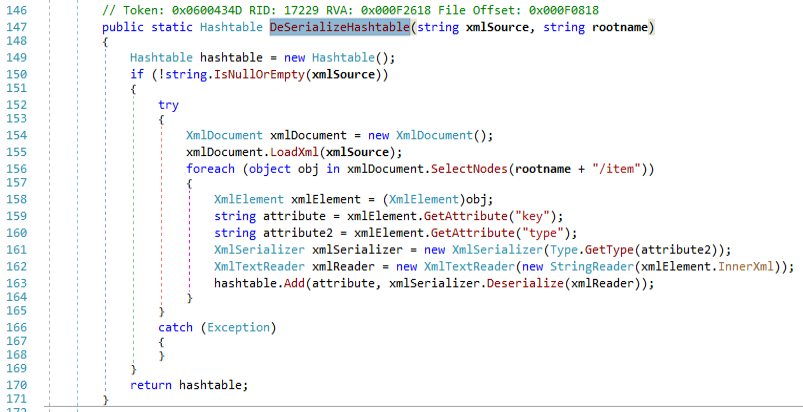 146 // Token: 0x0600434D RID: 17229 RVA: 0x000F2618 File Offset: 0x000F0818
147 public static Hashtable DeSerializeHashtable(string xmlSource, string rootname)
148 {
149 Hashtable hashtable = new Hashtable();
150 if (!string.IsNullOrEmpty(xmlSource))
151 {
152 try
153 {
154 XmlDocument xmlDocument = new XmlDocument();
155 xmlDocument.LoadXml(xmlSource);
156 foreach (object obj in xmlDocument.SelectNodes(rootname + "/item"))
157 {
158 XmlElement xmlElement = (XmlElement)obj;
159 string attribute = xmlElement.GetAttribute("key");
160 string attribute2 = xmlElement.GetAttribute("type");
161 XmlSerializer xmlSerializer = new XmlSerializer(Type.GetType(attribute2));
162 XmlTextReader xmlReader = new XmlTextReader(new StringReader(xmlElement.InnerXml));
163 hashtable.Add(attribute, xmlSerializer.Deserialize(xmlReader));
164 }
165 }
166 catch (Exception)
167 {
168 }
169 }
170 return hashtable;
171 }